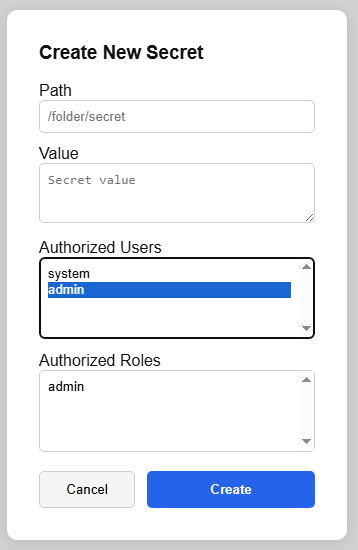 Create New Secret
Path
/folder/secret
Value
Secret value
Authorized Users
system
admin
Authorized Roles
admin
Cancel Create